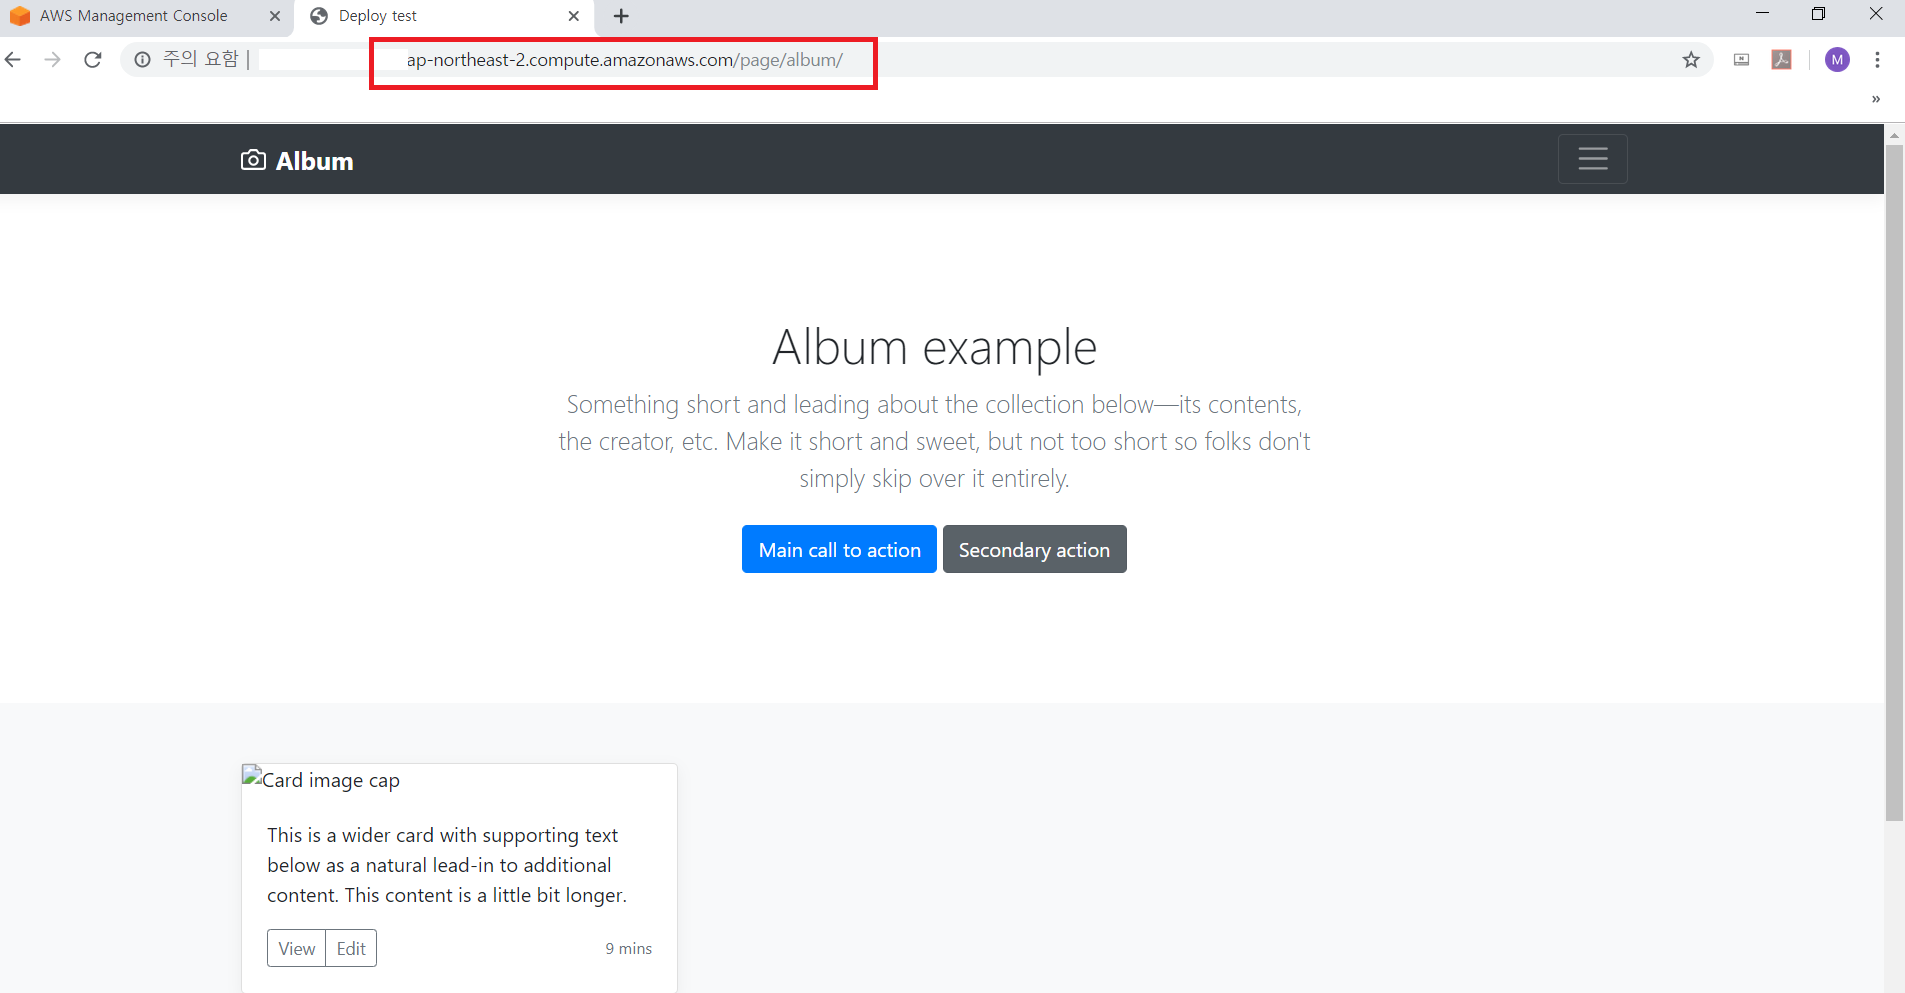 AWS Management Console
Deploy test
주의 요함 | ap-northeast-2.compute.amazonaws.com/page/album/
M
»
Album
Album example
Something short and leading about the collection below—its contents,
the creator, etc. Make it short and sweet, but not too short so folks don't
simply skip over it entirely.
Main call to action
Secondary action
Card image cap
This is a wider card with supporting text
below as a natural lead-in to additional
content. This content is a little bit longer.
View
Edit
9 mins